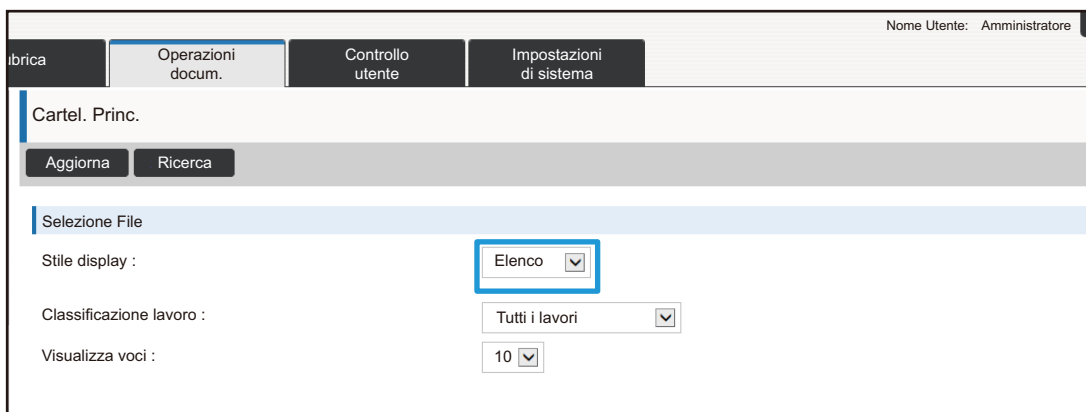 Nome Utente: Amministratore
ubrica
Operazioni
docum.
Controllo
utente
Impostazioni
di sistema
Cartel. Princ.
Aggiorna Ricerca
Selezione File
Stile display : Elenco
Classificazione lavoro : Tutti i lavori
Visualizza voci : 10